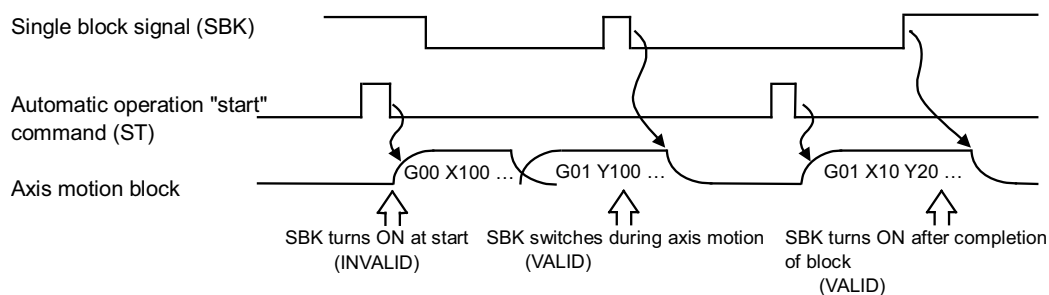 Single block signal (SBK)
Automatic operation "start"
command (ST)
Axis motion block
G00 X100 ...
G01 Y100 ...
G01 X10 Y20 ...
SBK turns ON at start
(INVALID)
SBK switches during axis motion
(VALID)
SBK turns ON after completion
of block
(VALID)